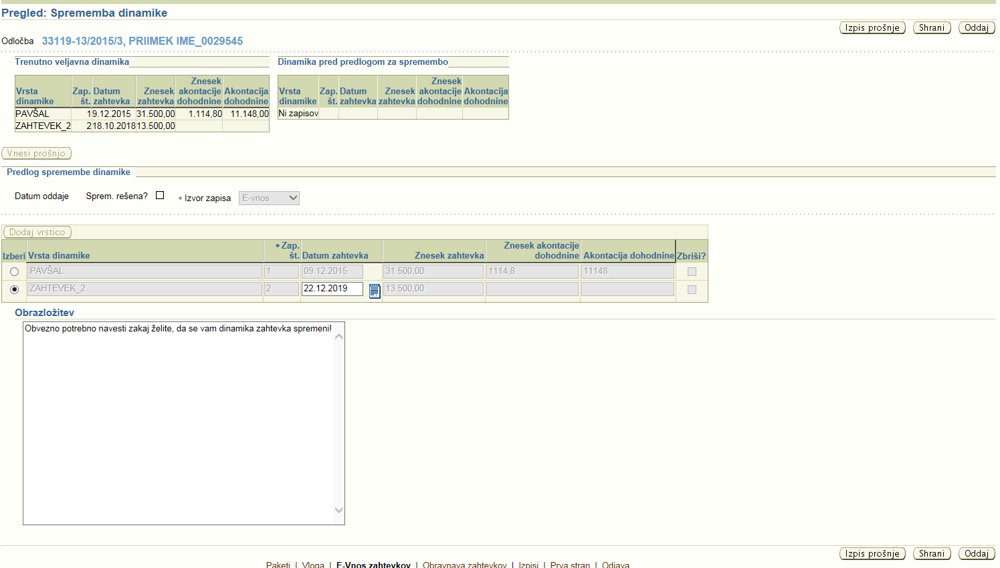 Pregled: Sprememba dinamike
Izpis prošnje Shrani Oddaj
Odločba 33119-13/2015/3, PRIIMEK IME_0029545
Trenutno veljavna dinamika
Vrsta dinamike Zap. št. Datum zahtevka Znesek zahtevka Znesek akontacije dohodnine Akontacija dohodnine
PAVŠAL 1 9.12.2015 31.500,00 1.114,80 11.148,00
ZAHTEVEK_2 2 18.10.2018 13.500,00
Dinamika pred predlogom za spremembo
Vrsta dinamike Zap. št. Datum zahtevka Znesek zahtevka Znesek akontacije dohodnine Akontacija dohodnine
Ni zapisov
Vnesi prošnjo
Predlog spremembe dinamike
Datum oddaje Sprem. rešena? * Izvor zapisa E-vnos
Dodaj vrstico
Izberi Vrsta dinamike * Zap. št. Datum zahtevka Znesek zahtevka Znesek akontacije dohodnine Akontacija dohodnine Zbriši?
PAVŠAL 1 09.12.2015 31.500,00 1114,8 11148
ZAHTEVEK_2 2 22.12.2019 13.500,00
Obrazložitev
Obvezno potrebno navesti zakaj želite, da se vam dinamika zahtevka spremeni!
Izpis prošnje Shrani Oddaj
Paketi | Vloga | E-Vnos zahtevkov | Obravnava zahtevkov | Izpisi | Prva stran | Odjava